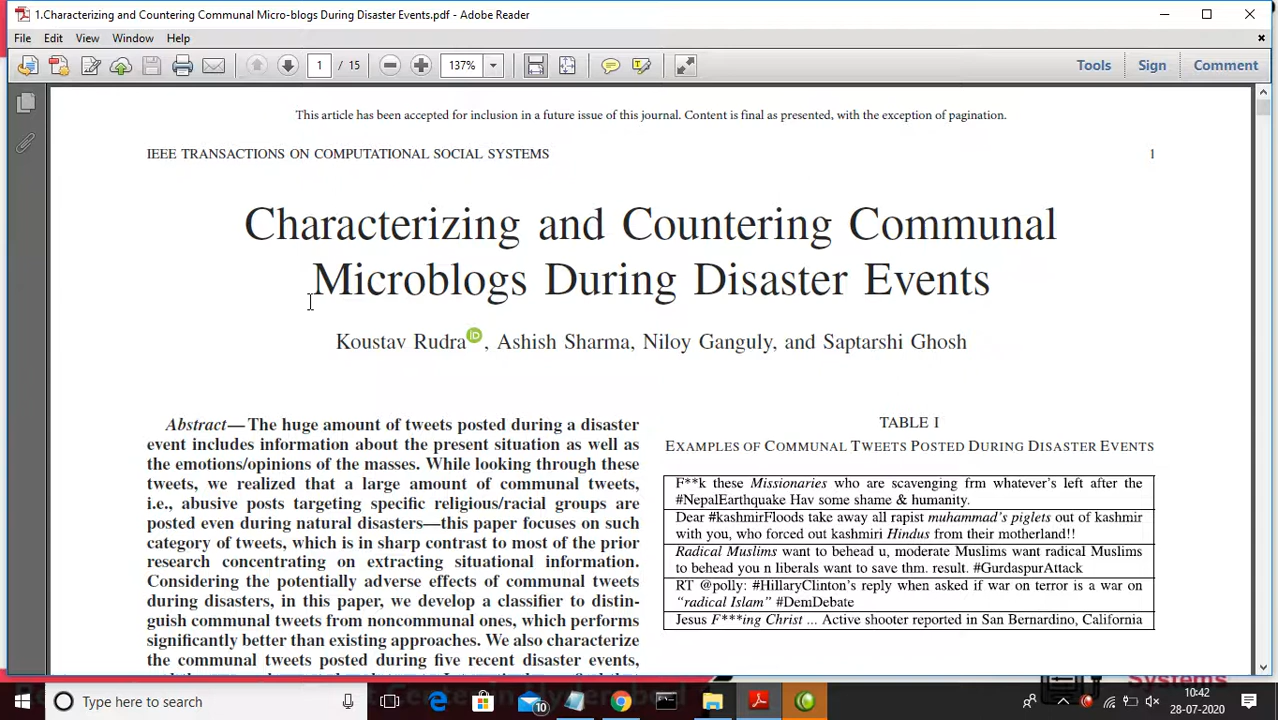 1.Characterizing and Countering Communal Micro-blogs During Disaster Events.pdf - Adobe Reader
File Edit View Window Help
1 / 15 137% Tools Sign Comment
This article has been accepted for inclusion in a future issue of this journal. Content is final as presented, with the exception of pagination.
IEEE TRANSACTIONS ON COMPUTATIONAL SOCIAL SYSTEMS 1
Characterizing and Countering Communal
Microblogs During Disaster Events
Koustav Rudra iD, Ashish Sharma, Niloy Ganguly, and Saptarshi Ghosh
Abstract—The huge amount of tweets posted during a disaster
event includes information about the present situation as well as
the emotions/opinions of the masses. While looking through these
tweets, we realized that a large amount of communal tweets,
i.e., abusive posts targeting specific religious/racial groups are
posted even during natural disasters—this paper focuses on such
category of tweets, which is in sharp contrast to most of the prior
research concentrating on extracting situational information.
Considering the potentially adverse effects of communal tweets
during disasters, in this paper, we develop a classifier to distin-
guish communal tweets from noncommunal ones, which performs
significantly better than existing approaches. We also characterize
the communal tweets posted during five recent disaster events,
TABLE I
EXAMPLES OF COMMUNAL TWEETS POSTED DURING DISASTER EVENTS
F**k these Missionaries who are scavenging frm whatever's left after the
#NepalEarthquake Hav some shame & humanity.
Dear #kashmirFloods take away all rapist muhammad's piglets out of kashmir
with you, who forced out kashmiri Hindus from their motherland!!
Radical Muslims want to behead u, moderate Muslims want radical Muslims
to behead you n liberals want to save thm. result. #GurdaspurAttack
RT @polly: #HillaryClinton's reply when asked if war on terror is a war on
"radical Islam" #DemDebate
Jesus F***ing Christ ... Active shooter reported in San Bernardino, California
Systems
Type here to search
10
10:42
28-07-2020